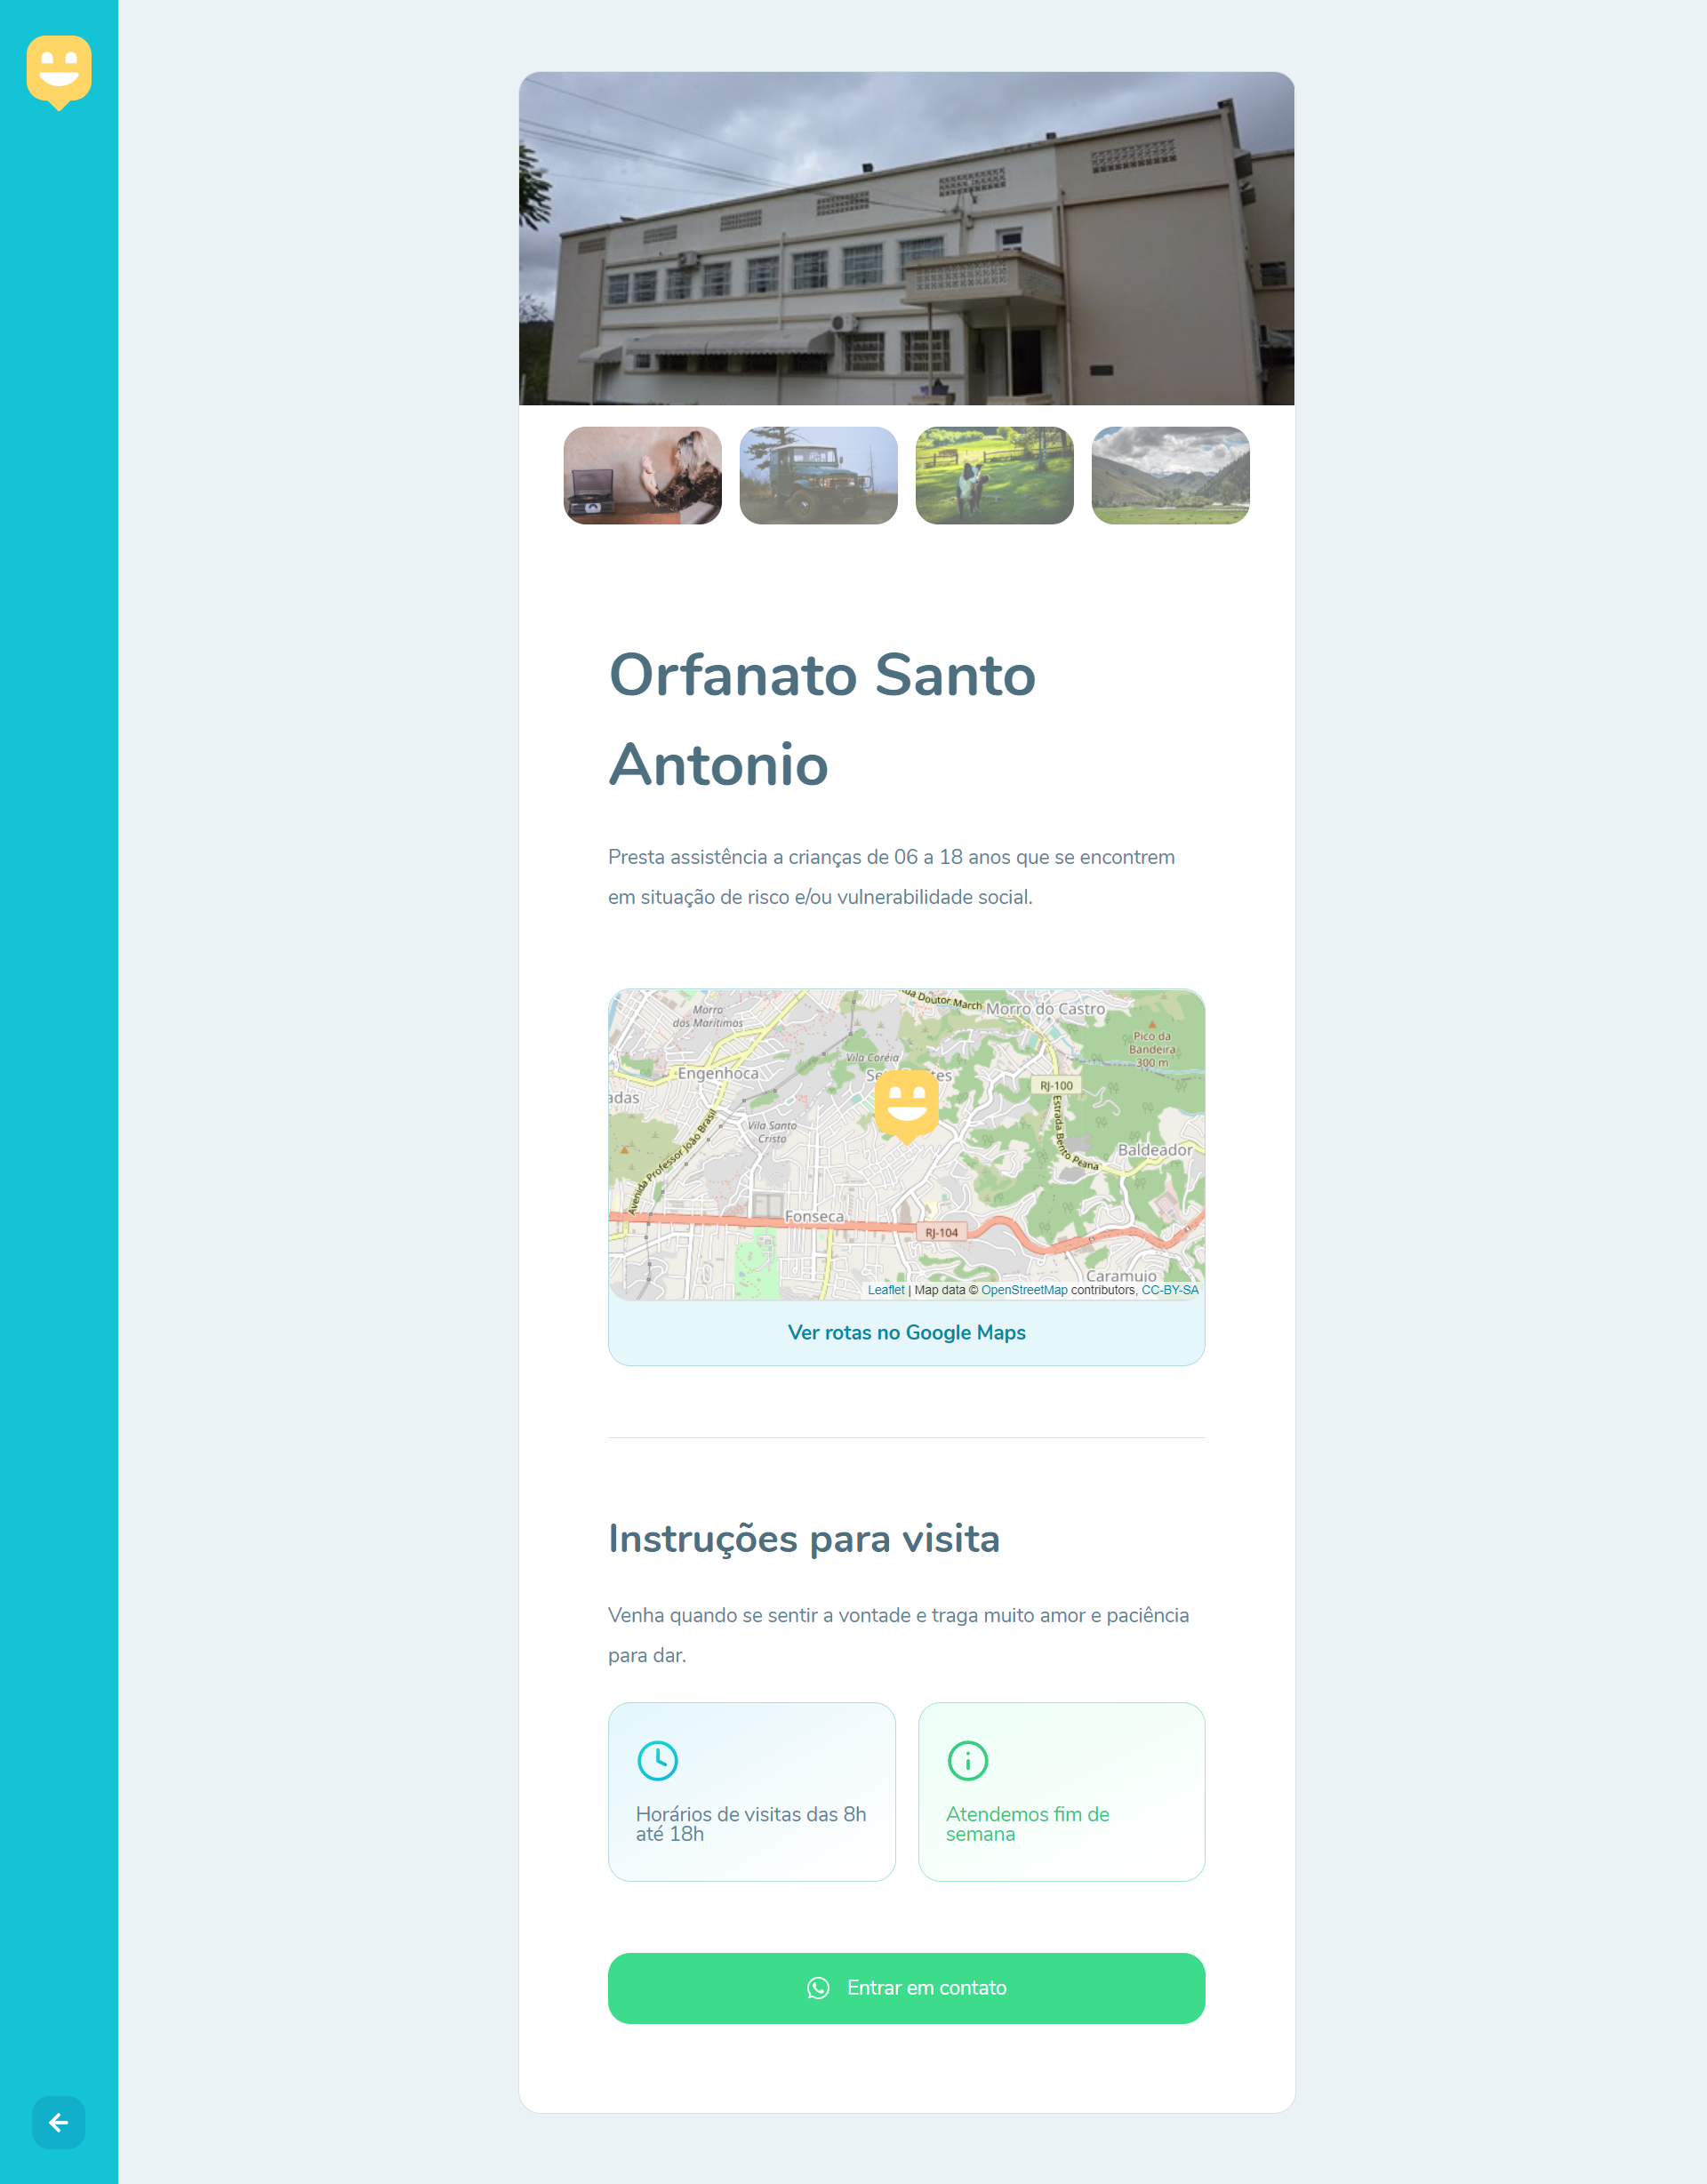 Orfanato Santo
Antonio
Presta assistência a crianças de 06 a 18 anos que se encontrem
em situação de risco e/ou vulnerabilidade social.
Rua Doutor March
Morro do Castro
Morro
dos Marítimos
Pico da
Bandeira
300 m
Vila Coréia
Engenhoca
RJ-100
adas
Estrada Bento Pestana
Vila Santo
Cristo
Avenida Professor João Brasil
Baldeador
Fonseca
RJ-104
Caramujo
Leaflet | Map data © OpenStreetMap contributors, CC-BY-SA
Ver rotas no Google Maps
Instruções para visita
Venha quando se sentir a vontade e traga muito amor e paciência
para dar.
Horários de visitas das 8h
até 18h
Atendemos fim de
semana
Entrar em contato